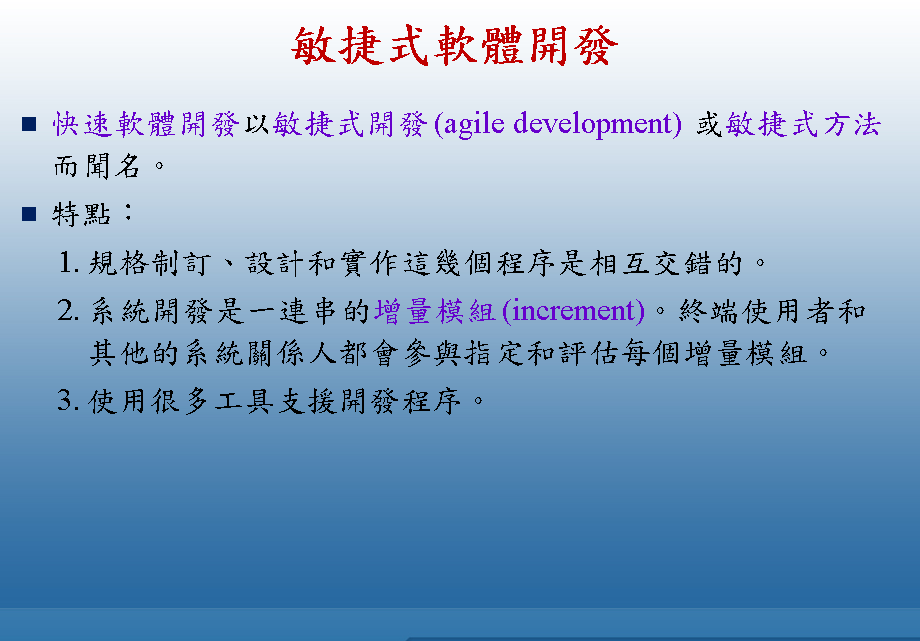 敏捷式軟體開發
快速軟體開發以敏捷式開發(agile development) 或敏捷式方法
而聞名。
特點：
1. 規格制訂、設計和實作這幾個程序是相互交錯的。
2. 系統開發是一連串的增量模組(increment)。終端使用者和
其他的系統關係人都會參與指定和評估每個增量模組。
3. 使用很多工具支援開發程序。